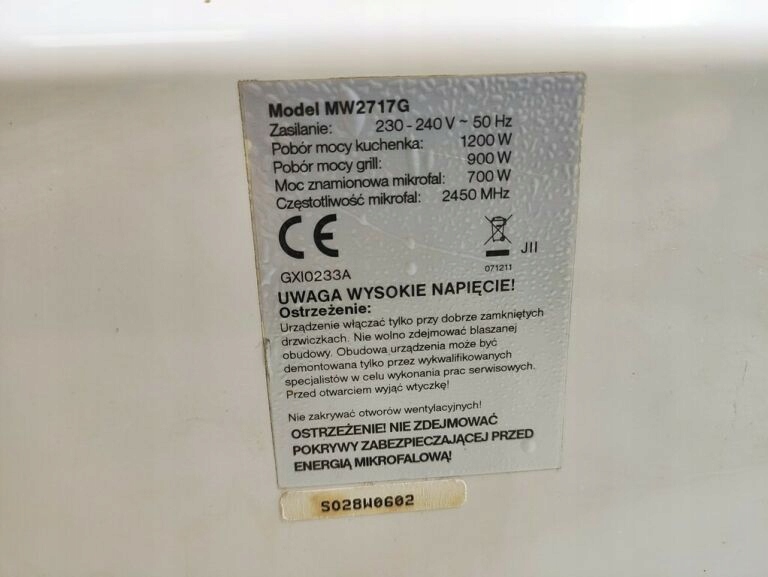 Model MW2717G
Zasilanie: 230 - 240 V ~ 50 Hz
Pobór mocy kuchenka: 1200 W
Pobór mocy grill: 900 W
Moc znamionowa mikrofal: 700 W
Częstotliwość mikrofal: 2450 MHz
CE
JII
071211
GXI0233A
UWAGA WYSOKIE NAPIĘCIE!
Ostrzeżenie:
Urządzenie włączać tylko przy dobrze zamkniętych
drzwiczkach. Nie wolno zdejmować blaszanej
obudowy. Obudowa urządzenia może być
demontowana tylko przez wykwalifikowanych
specjalistów w celu wykonania prac serwisowych.
Przed otwarciem wyjąć wtyczkę!
Nie zakrywać otworów wentylacyjnych!
OSTRZEŻENIE! NIE ZDEJMOWAĆ
POKRYWY ZABEZPIECZAJĄCEJ PRZED
ENERGIĄ MIKROFALOWĄ!
S028W0602